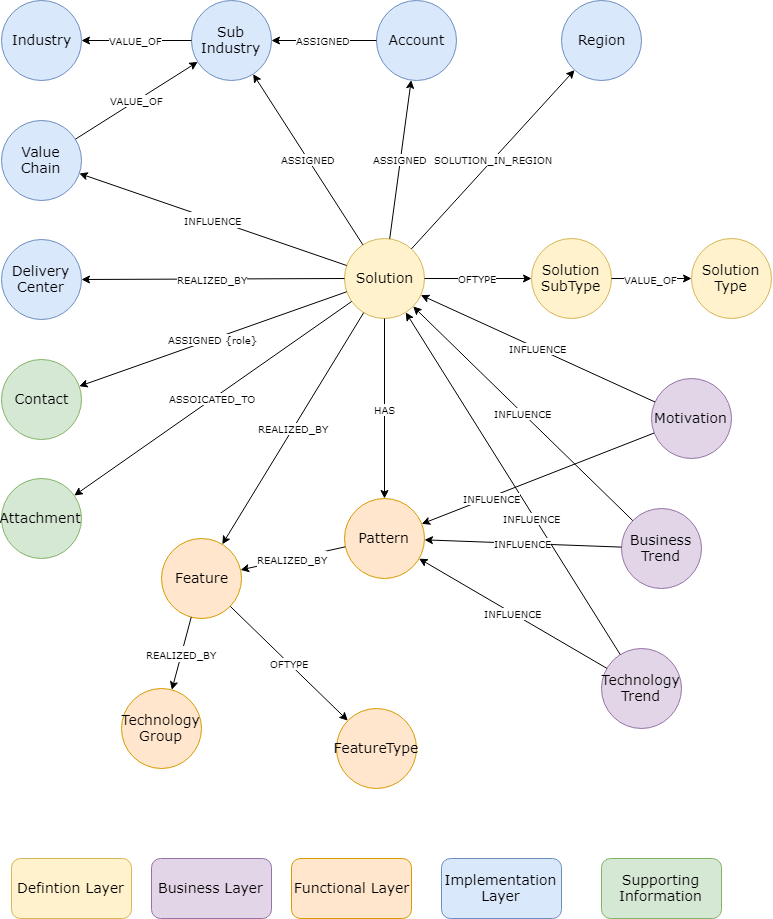 Industry
VALUE_OF
Sub
Industry
ASSIGNED
Account
Region
VALUE_OF
Value
Chain
ASSIGNED
ASSIGNED
SOLUTION_IN_REGION
INFLUENCE
Delivery
Center
REALIZED_BY
Solution
OFTYPE
Solution
SubType
VALUE_OF
Solution
Type
ASSIGNED {role}
INFLUENCE
Contact
ASSOICATED_TO
HAS
INFLUENCE
Motivation
REALIZED_BY
INFLUENCE
Attachment
INFLUENCE
Pattern
INFLUENCE
Business
Trend
REALIZED_BY
Feature
INFLUENCE
REALIZED_BY
OFTYPE
Technology
Trend
Technology
Group
FeatureType
Defintion Layer
Business Layer
Functional Layer
Implementation
Layer
Supporting
Information